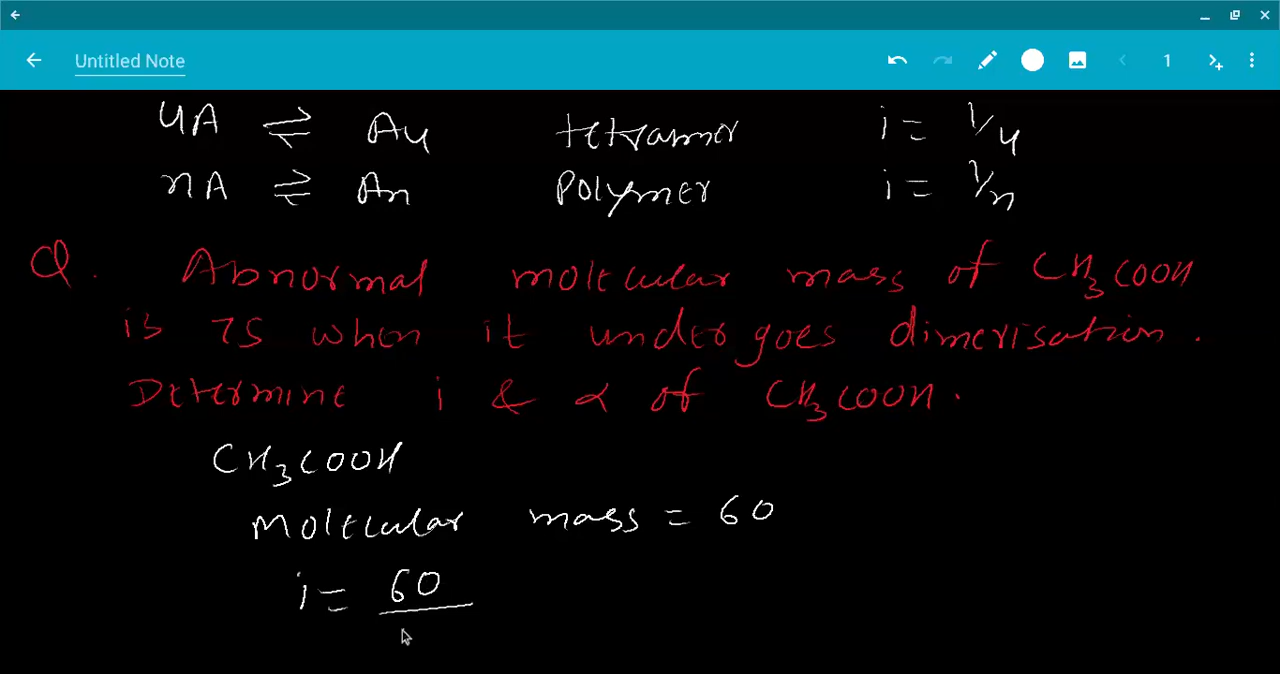 Untitled Note
1
4A ⇌ A4 tetramer i = 1/4
nA ⇌ An Polymer i = 1/n
Q. Abnormal molecular mass of CH3COOH
is 75 when it undergoes dimerisation.
Determine i & α of CH3COOH.
CH3COOH
Molecular mass = 60
i = 60